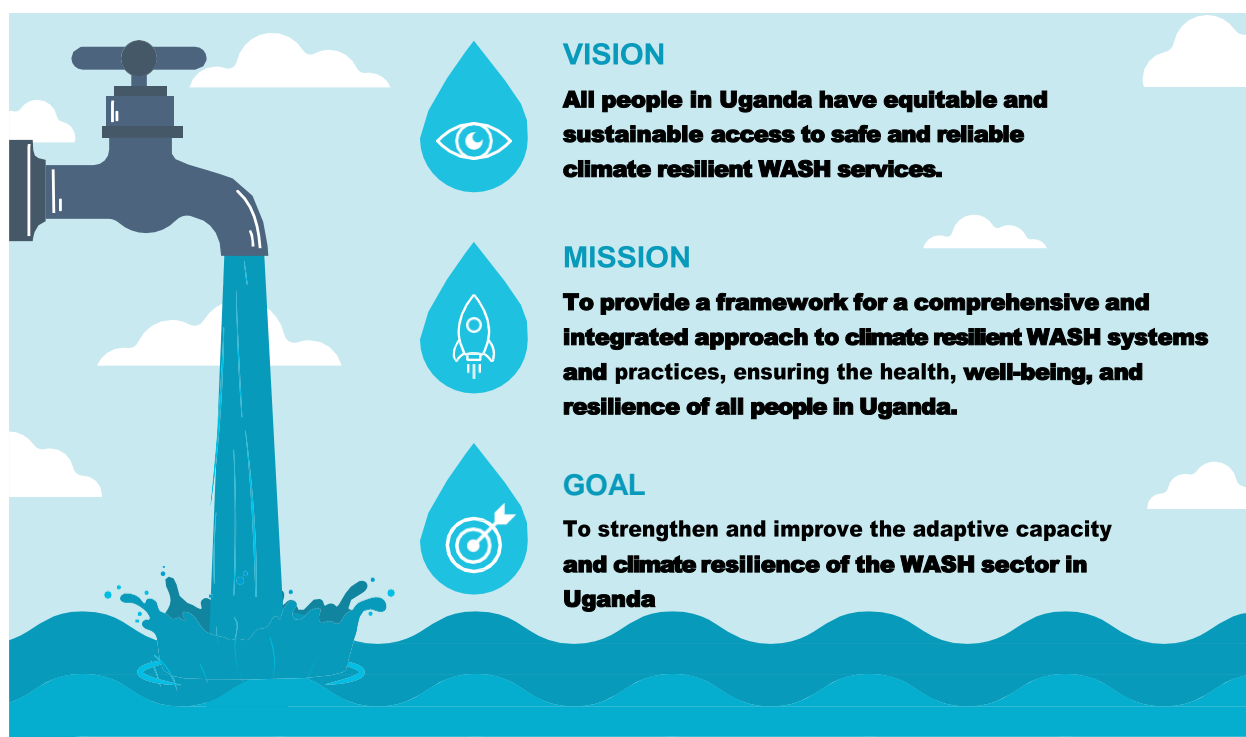 VISION
All people in Uganda have equitable and
sustainable access to safe and reliable
climate resilient WASH services.
MISSION
To provide a framework for a comprehensive and
integrated approach to climate resilient WASH systems
and practices, ensuring the health, well-being, and
resilience of all people in Uganda.
GOAL
To strengthen and improve the adaptive capacity
and climate resilience of the WASH sector in
Uganda